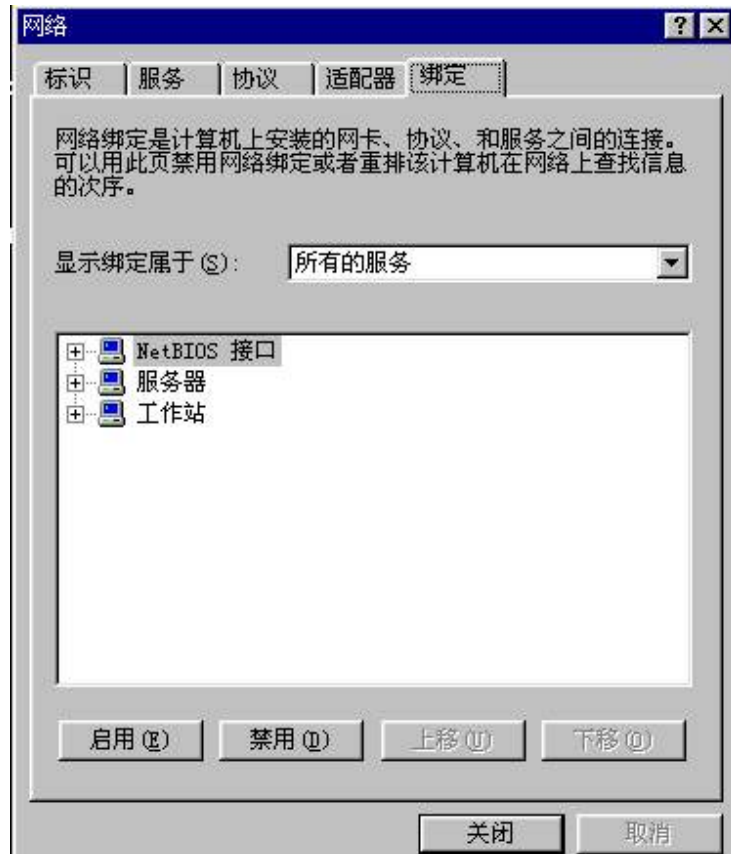 网络
标识 服务 协议 适配器 绑定
网络绑定是计算机上安装的网卡、协议、和服务之间的连接。
可以用此页禁用网络绑定或者重排该计算机在网络上查找信息
的次序。
显示绑定属于(S): 所有的服务
NetBIOS 接口
服务器
工作站
启用(E) 禁用(D) 上移(U) 下移(O)
关闭 取消